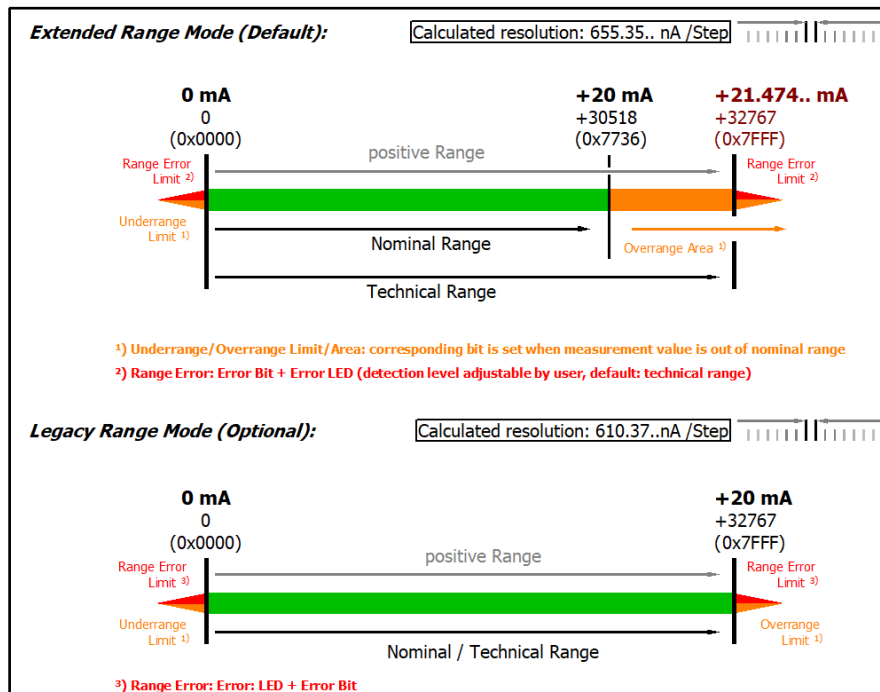 Extended Range Mode (Default):
Calculated resolution: 655.35.. nA /Step
0 mA
0
(0x0000)
+20 mA
+30518
(0x7736)
+21.474.. mA
+32767
(0x7FFF)
positive Range
Range Error
Limit ²⁾
Range Error
Limit ²⁾
Underrange
Limit ¹⁾
Nominal Range
Overrange Area ¹⁾
Technical Range
¹) Underrange/Overrange Limit/Area: corresponding bit is set when measurement value is out of nominal range
²) Range Error: Error Bit + Error LED (detection level adjustable by user, default: technical range)
Legacy Range Mode (Optional):
Calculated resolution: 610.37..nA /Step
0 mA
0
(0x0000)
+20 mA
+32767
(0x7FFF)
positive Range
Range Error
Limit ³⁾
Range Error
Limit ³⁾
Underrange
Limit ¹⁾
Overrange
Limit ¹⁾
Nominal / Technical Range
³) Range Error: Error: LED + Error Bit